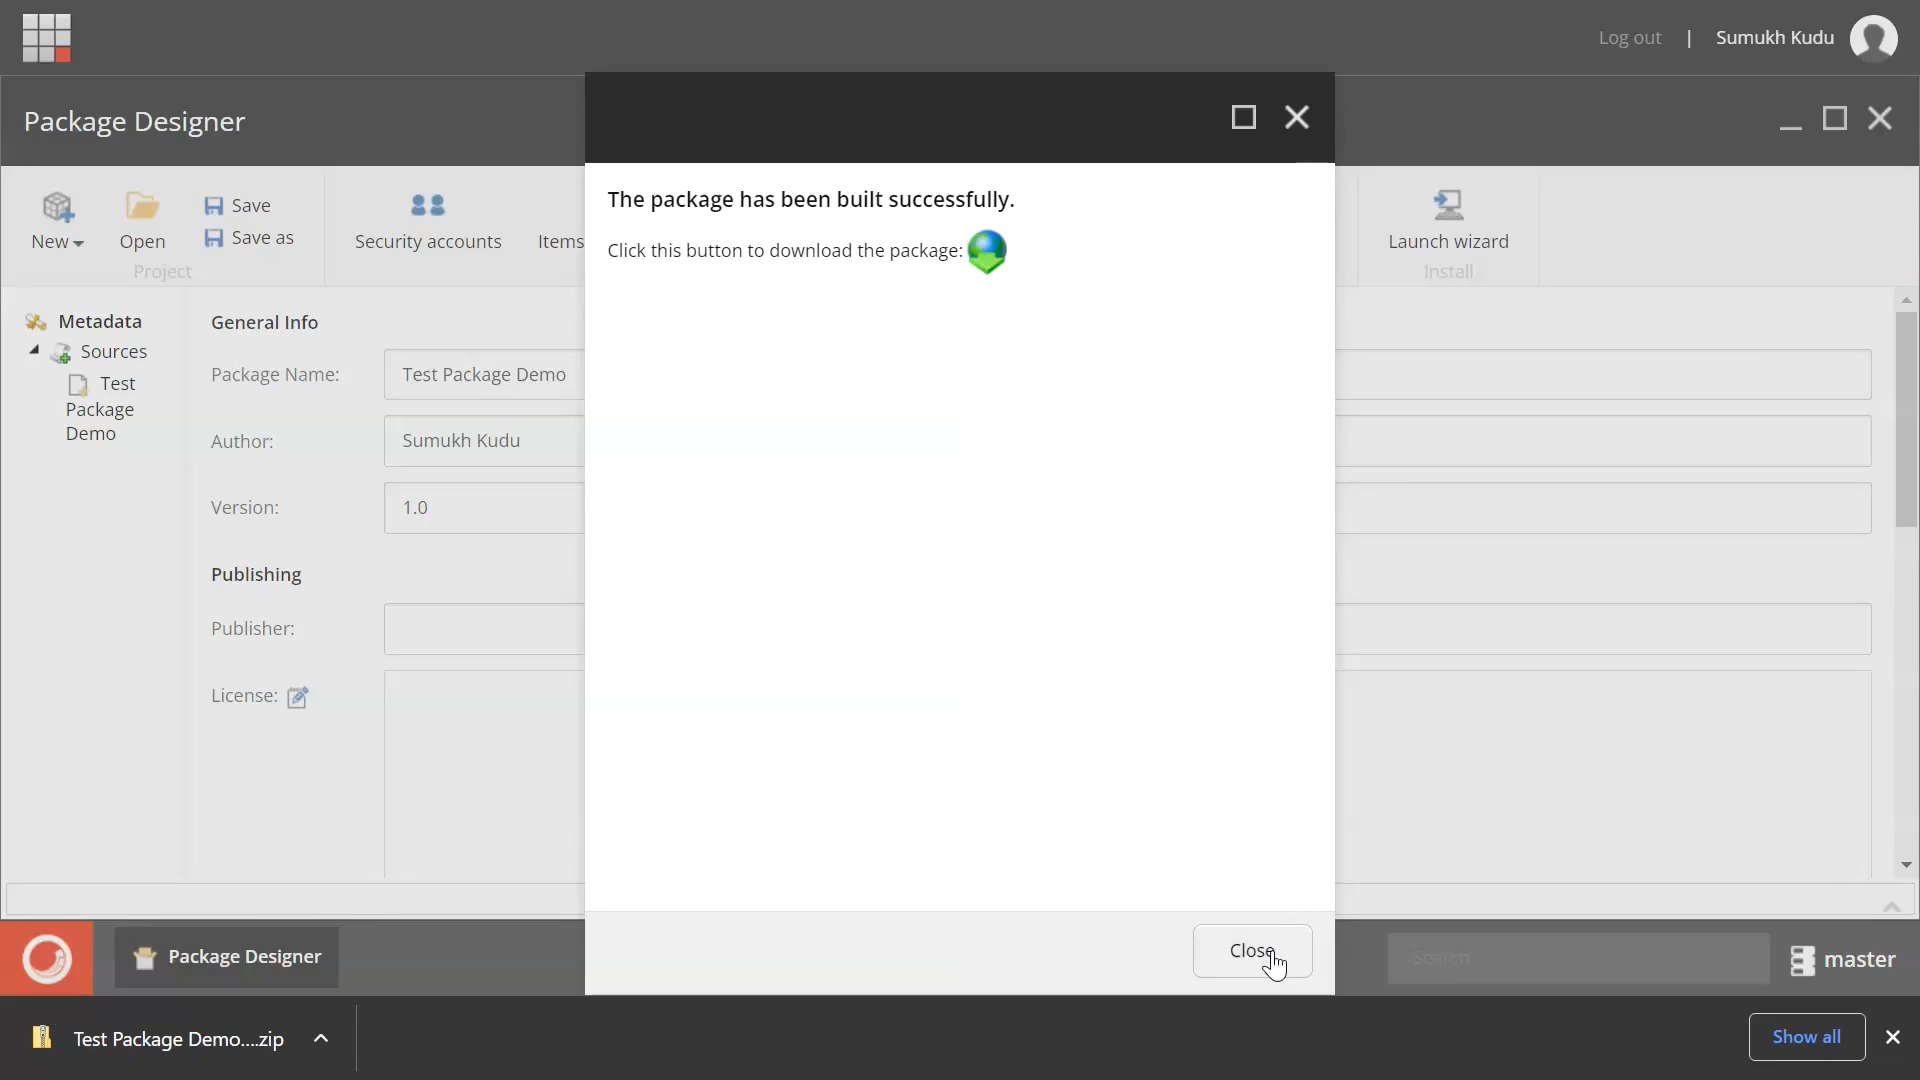 Log out | Sumukh Kudu
Package Designer
New
Open
Save
Save as
Project
Security accounts
Items
Launch wizard
Install
The package has been built successfully.
Click this button to download the package:
Metadata
Sources
Test
Package
Demo
General Info
Package Name:
Test Package Demo
Author:
Sumukh Kudu
Version:
1.0
Publishing
Publisher:
License:
Close
Package Designer
Search
master
Test Package Demo....zip
Show all